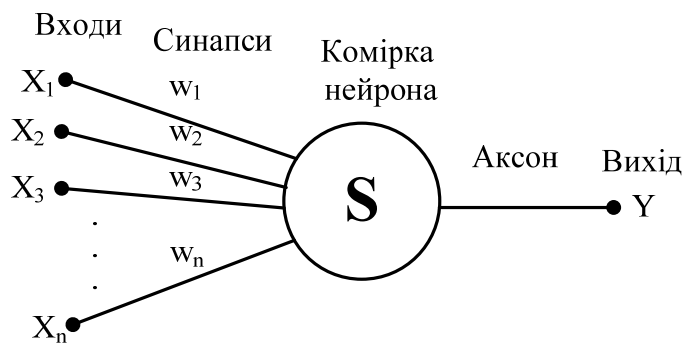 Входи
Синапси
Комірка
нейрона
Аксон
Вихід
X₁
w₁
X₂
w₂
X₃
w₃
S
Y
.
.
.
wₙ
Xₙ